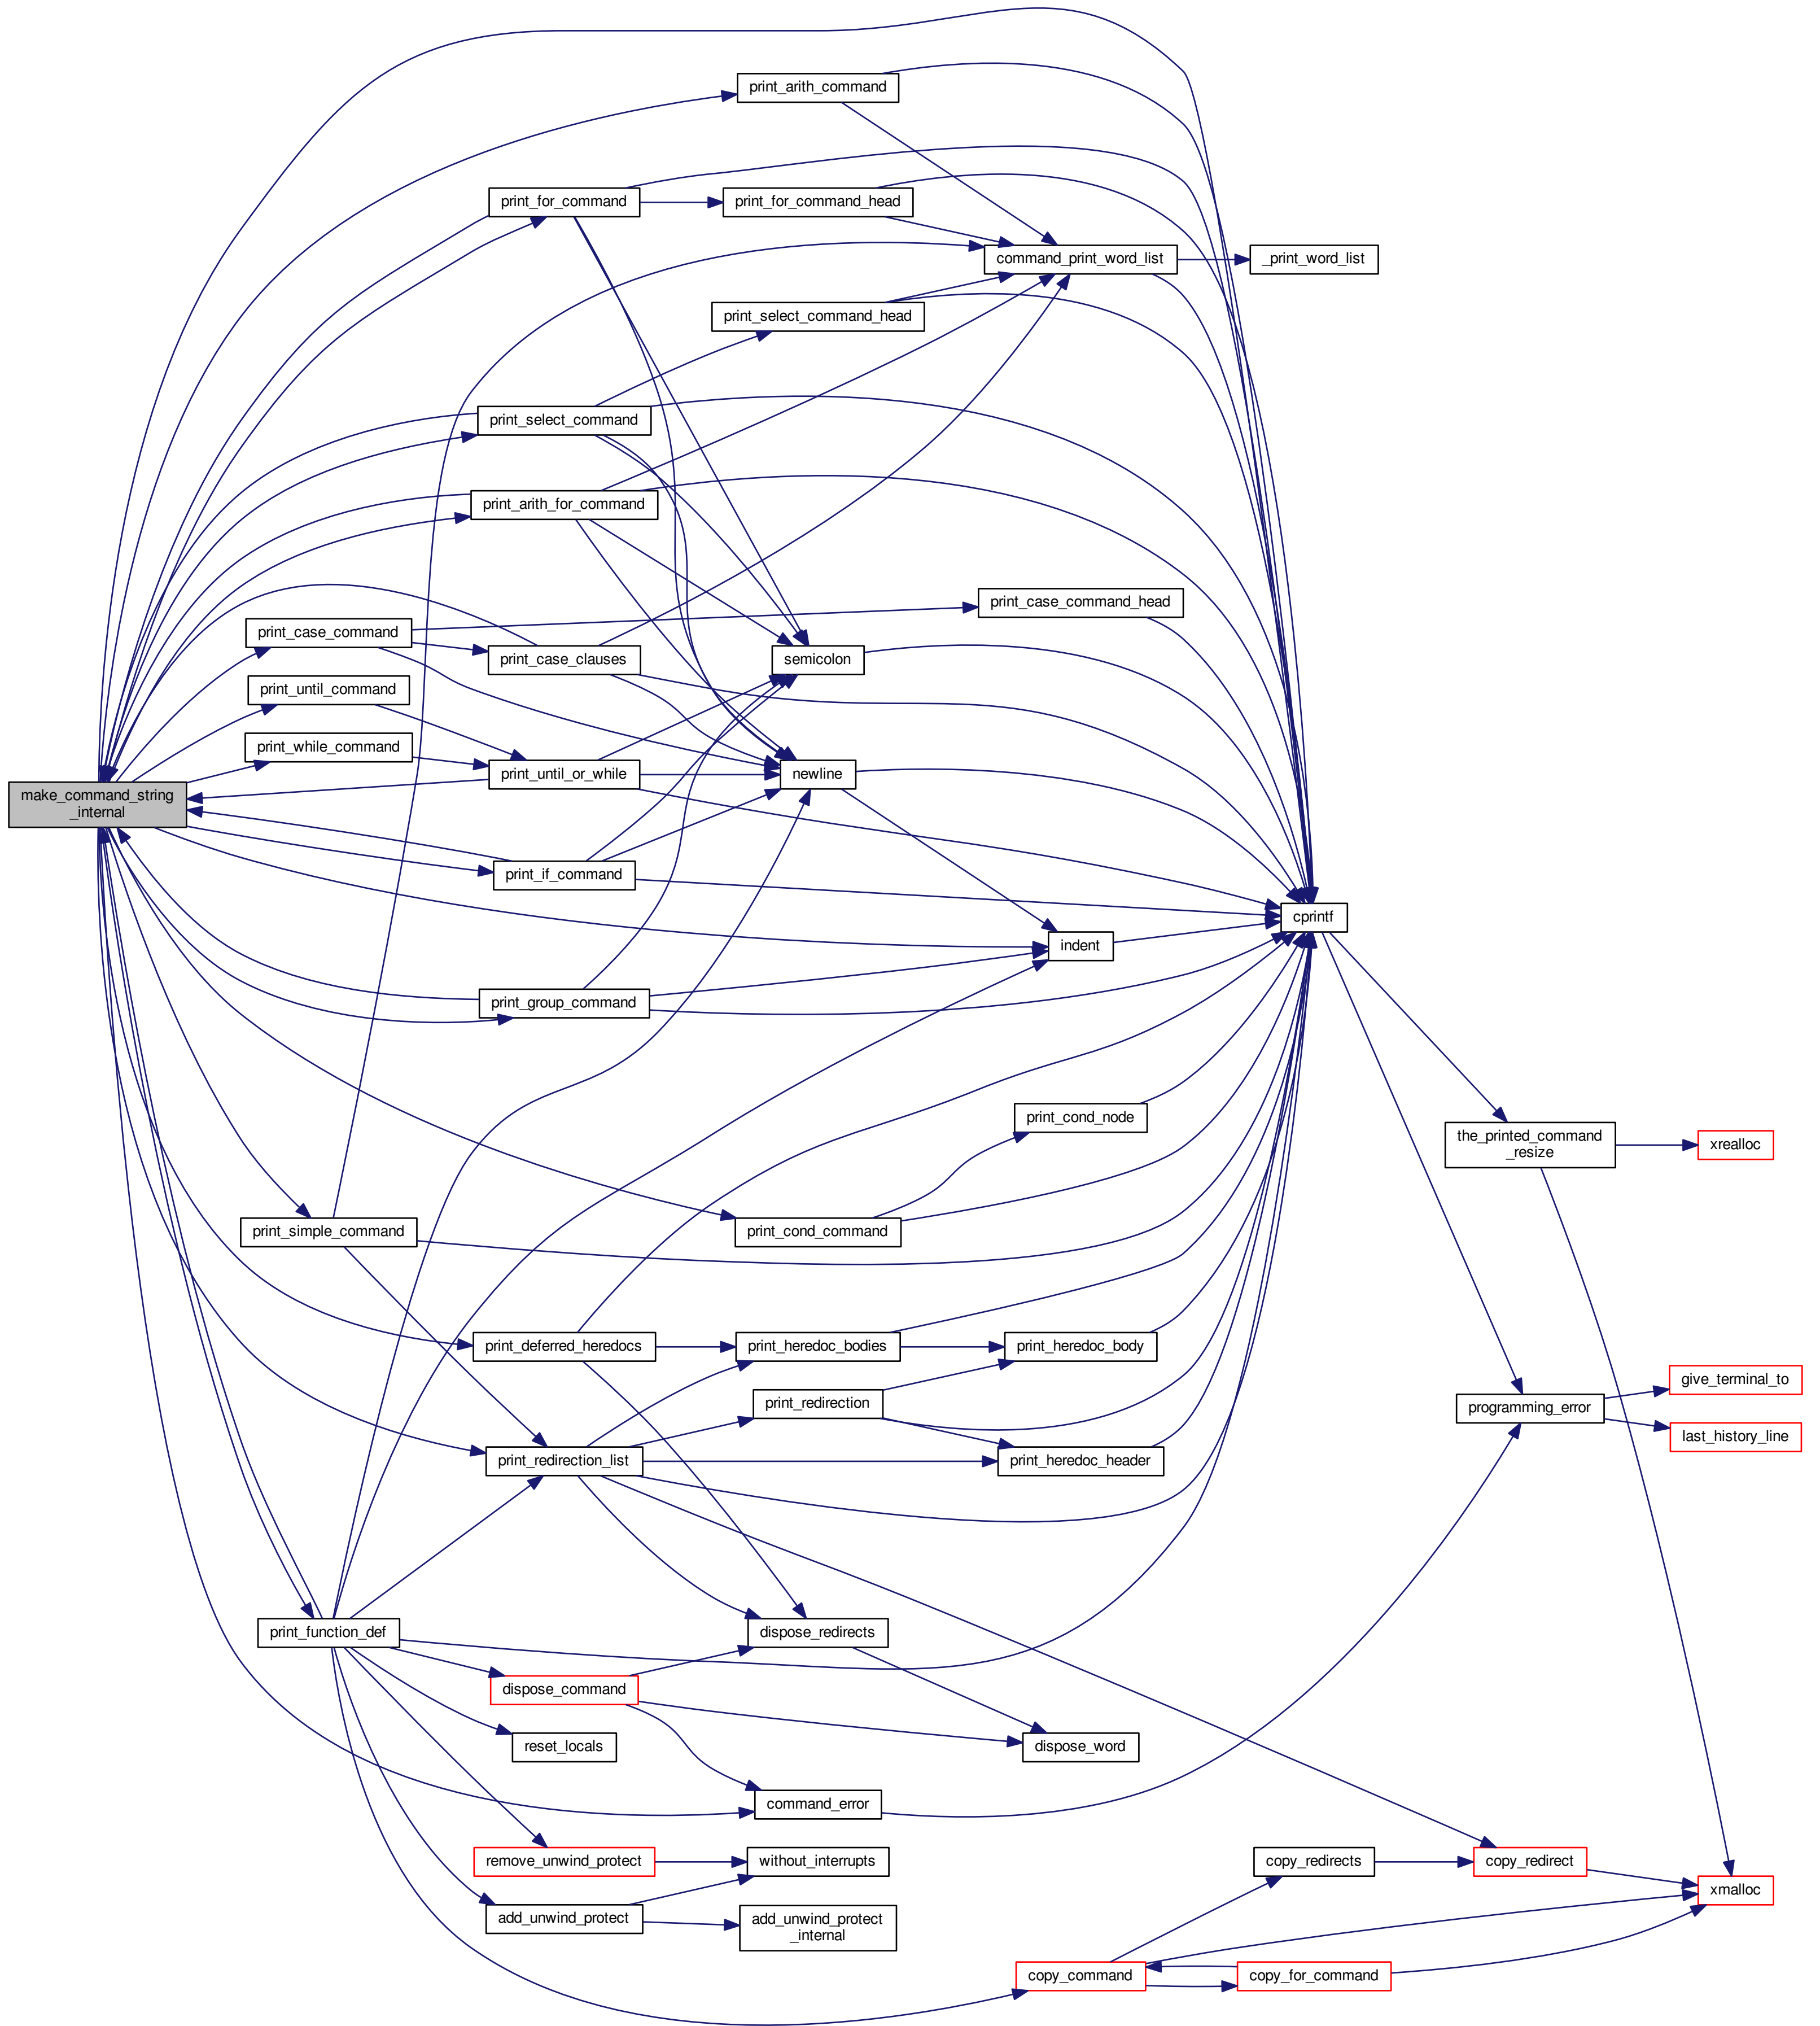 print_arith_command
print_for_command
print_for_command_head
command_print_word_list
_print_word_list
print_select_command_head
print_select_command
print_arith_for_command
print_case_command_head
print_case_command
print_case_clauses
semicolon
print_until_command
print_while_command
print_until_or_while
newline
make_command_string
_internal
print_if_command
cprintf
indent
print_group_command
print_cond_node
the_printed_command
_resize
xrealloc
print_simple_command
print_cond_command
print_deferred_heredocs
print_heredoc_bodies
print_heredoc_body
give_terminal_to
print_redirection
programming_error
last_history_line
print_redirection_list
print_heredoc_header
print_function_def
dispose_redirects
dispose_command
reset_locals
dispose_word
command_error
remove_unwind_protect
without_interrupts
copy_redirects
copy_redirect
xmalloc
add_unwind_protect
add_unwind_protect
_internal
copy_command
copy_for_command